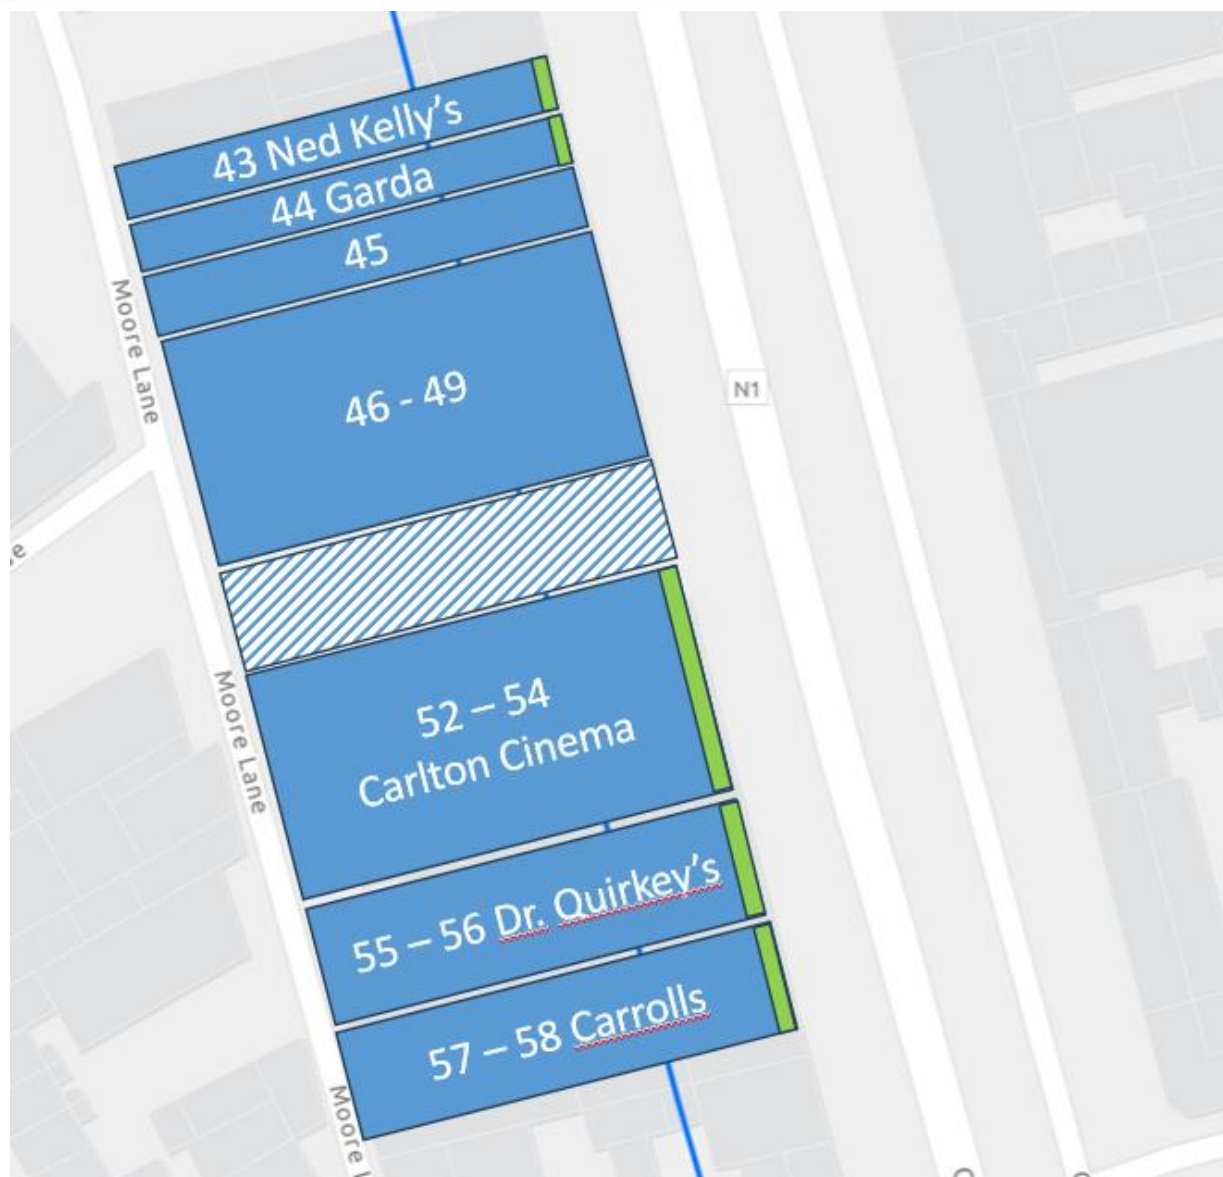 43 Ned Kelly's
44 Garda
45
Moore Lane
46 - 49
N1
Moore Lane
52 – 54
Carlton Cinema
55 – 56 Dr. Quirkey's
57 – 58 Carrolls
Moore